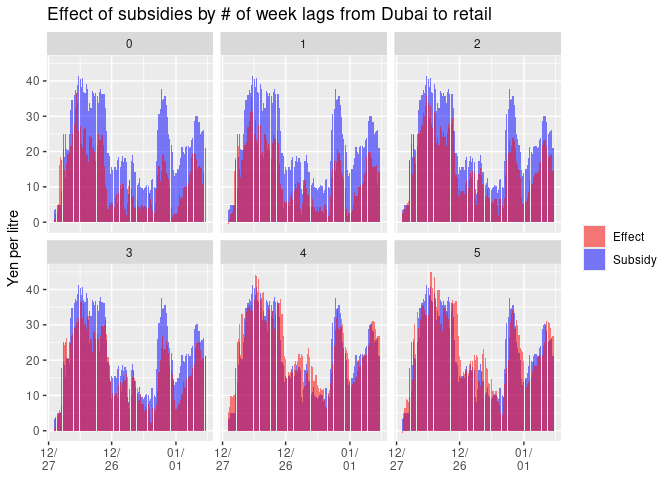 Effect of subsidies by # of week lags from Dubai to retail
0 1 2
40
30
20
10
0
Yen per litre
Effect
Subsidy
3 4 5
40
30
20
10
0
12/ 12/ 01/ 12/ 12/ 01/ 12/ 12/ 01/
27 26 01 27 26 01 27 26 01